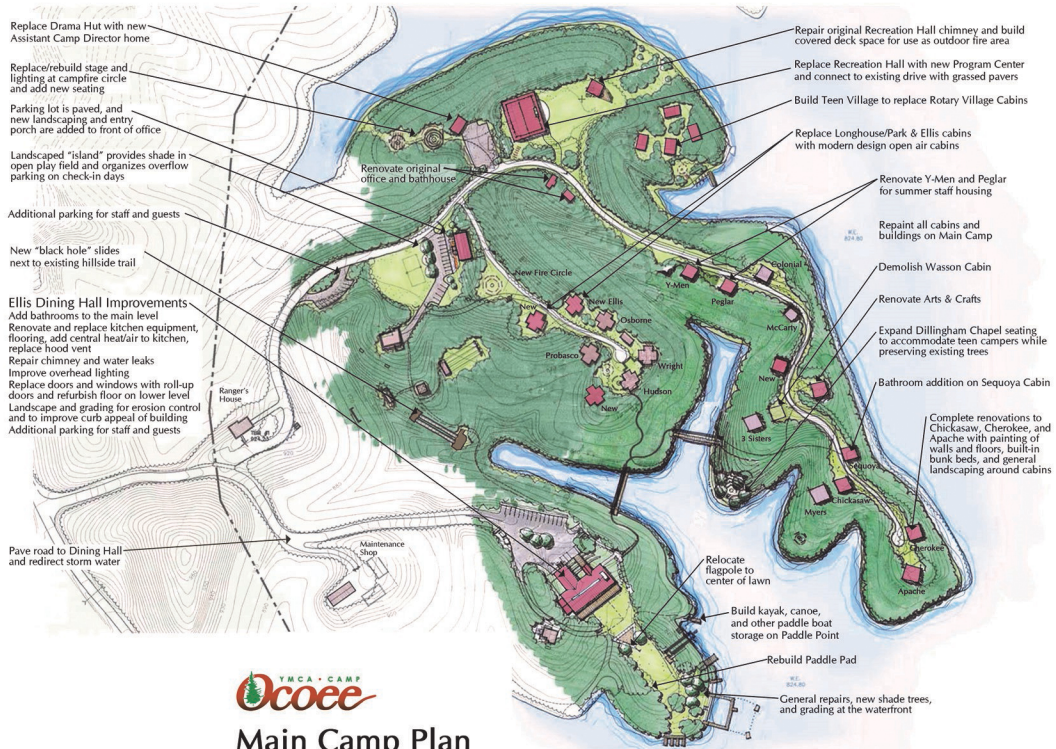 Replace Drama Hut with new
Assistant Camp Director home
Replace/rebuild stage and
lighting at campfire circle
and add new seating
Parking lot is paved, and
new landscaping and entry
porch are added to front of office
Landscaped "island" provides shade in
open play field and organizes overflow
parking on check-in days
Additional parking for staff and guests
New "black hole" slides
next to existing hillside trail
Ellis Dining Hall Improvements
Add bathrooms to the main level
Renovate and replace kitchen equipment,
flooring, add central heat/air to kitchen,
replace hood vent
Repair chimney and water leaks
Improve overhead lighting
Replace doors and windows with roll-up
doors and refurbish floor on lower level
Landscape and grading for erosion control
and to improve curb appeal of building
Additional parking for staff and guests
Pave road to Dining Hall
and redirect storm water
Ranger's
House
Maintenance
Shop
Renovate original
office and bathhouse
New Fire Circle
New
New Ellis
Osborne
Probasco
Wright
Hudson
New
Y-Men
Peglar
Colonial
McCarty
New
3 Sisters
Sequoya
Chickasaw
Myers
Cherokee
Apache
Repair original Recreation Hall chimney and build
covered deck space for use as outdoor fire area
Replace Recreation Hall with new Program Center
and connect to existing drive with grassed pavers
Build Teen Village to replace Rotary Village Cabins
Replace Longhouse/Park & Ellis cabins
with modern design open air cabins
Renovate Y-Men and Peglar
for summer staff housing
Repaint all cabins and
buildings on Main Camp
W.E.
824.80
Demolish Wasson Cabin
Renovate Arts & Crafts
Expand Dillingham Chapel seating
to accommodate teen campers while
preserving existing trees
Bathroom addition on Sequoya Cabin
Complete renovations to
Chickasaw, Cherokee, and
Apache with painting of
walls and floors, built-in
bunk beds, and general
landscaping around cabins
Relocate
flagpole to
center of lawn
Build kayak, canoe,
and other paddle boat
storage on Paddle Point
Rebuild Paddle Pad
W.E.
824.80
General repairs, new shade trees,
and grading at the waterfront
YMCA • CAMP
Ocoee
Main Camp Plan